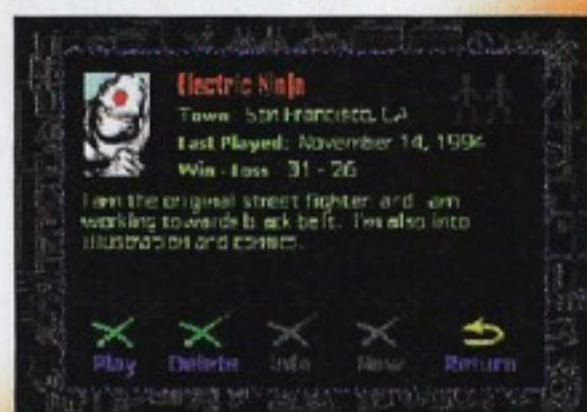 Electric Ninja
Town: San Francisco, CA
Last Played: November 14, 1994
Win - Loss 31 - 26
I am the original street fighter and am
working towards black belt. I'm also into
illustration and comics.
Play Delete Info New Return